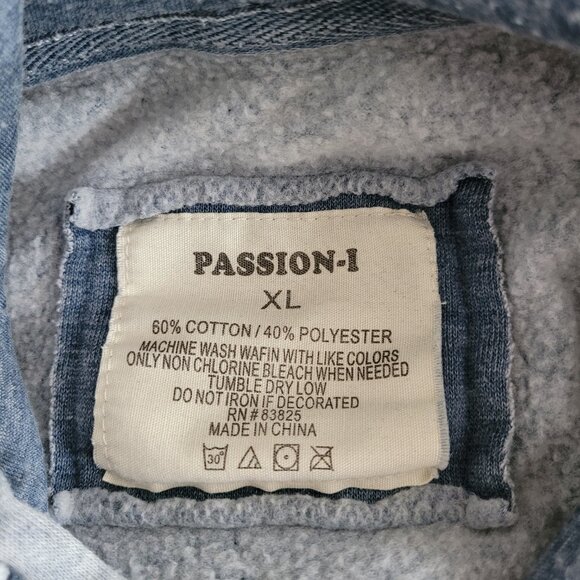 PASSION-1
XL
60% COTTON / 40% POLYESTER
MACHINE WASH WAFIN WITH LIKE COLORS
ONLY NON CHLORINE BLEACH WHEN NEEDED
TUMBLE DRY LOW
DO NOT IRON IF DECORATED
RN # 83825
MADE IN CHINA
30°